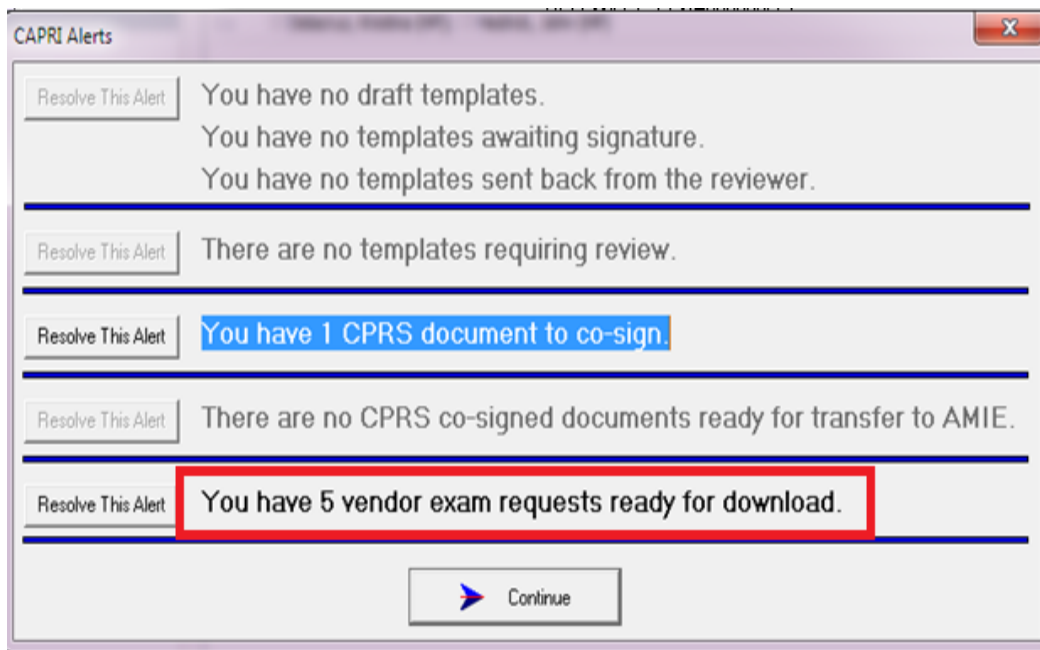 CAPRI Alerts
X
Resolve This Alert
You have no draft templates.
You have no templates awaiting signature.
You have no templates sent back from the reviewer.
Resolve This Alert
There are no templates requiring review.
Resolve This Alert
You have 1 CPRS document to co-sign.
Resolve This Alert
There are no CPRS co-signed documents ready for transfer to AMIE.
Resolve This Alert
You have 5 vendor exam requests ready for download.
Continue